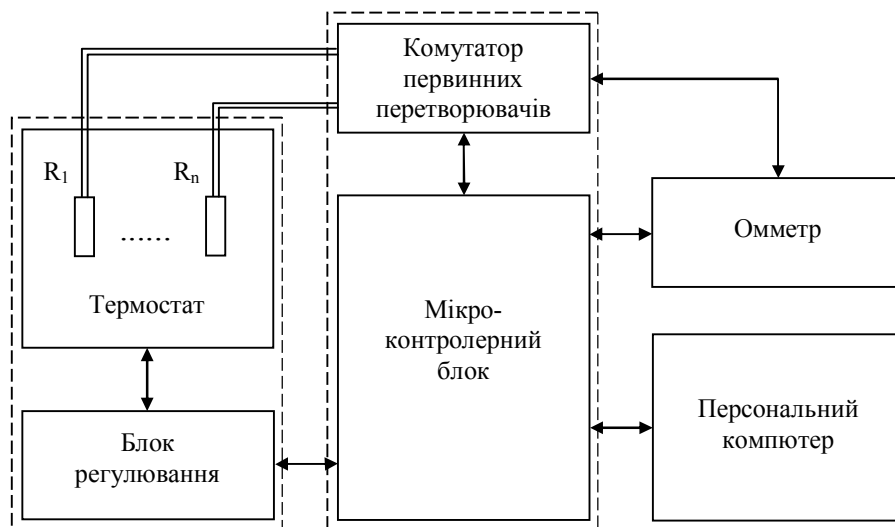 Комутатор
первинних
перетворювачів
R₁
Rₙ
......
Термостат
Омметр
Мікро-
контролерний
блок
Персональний
компютер
Блок
регулювання